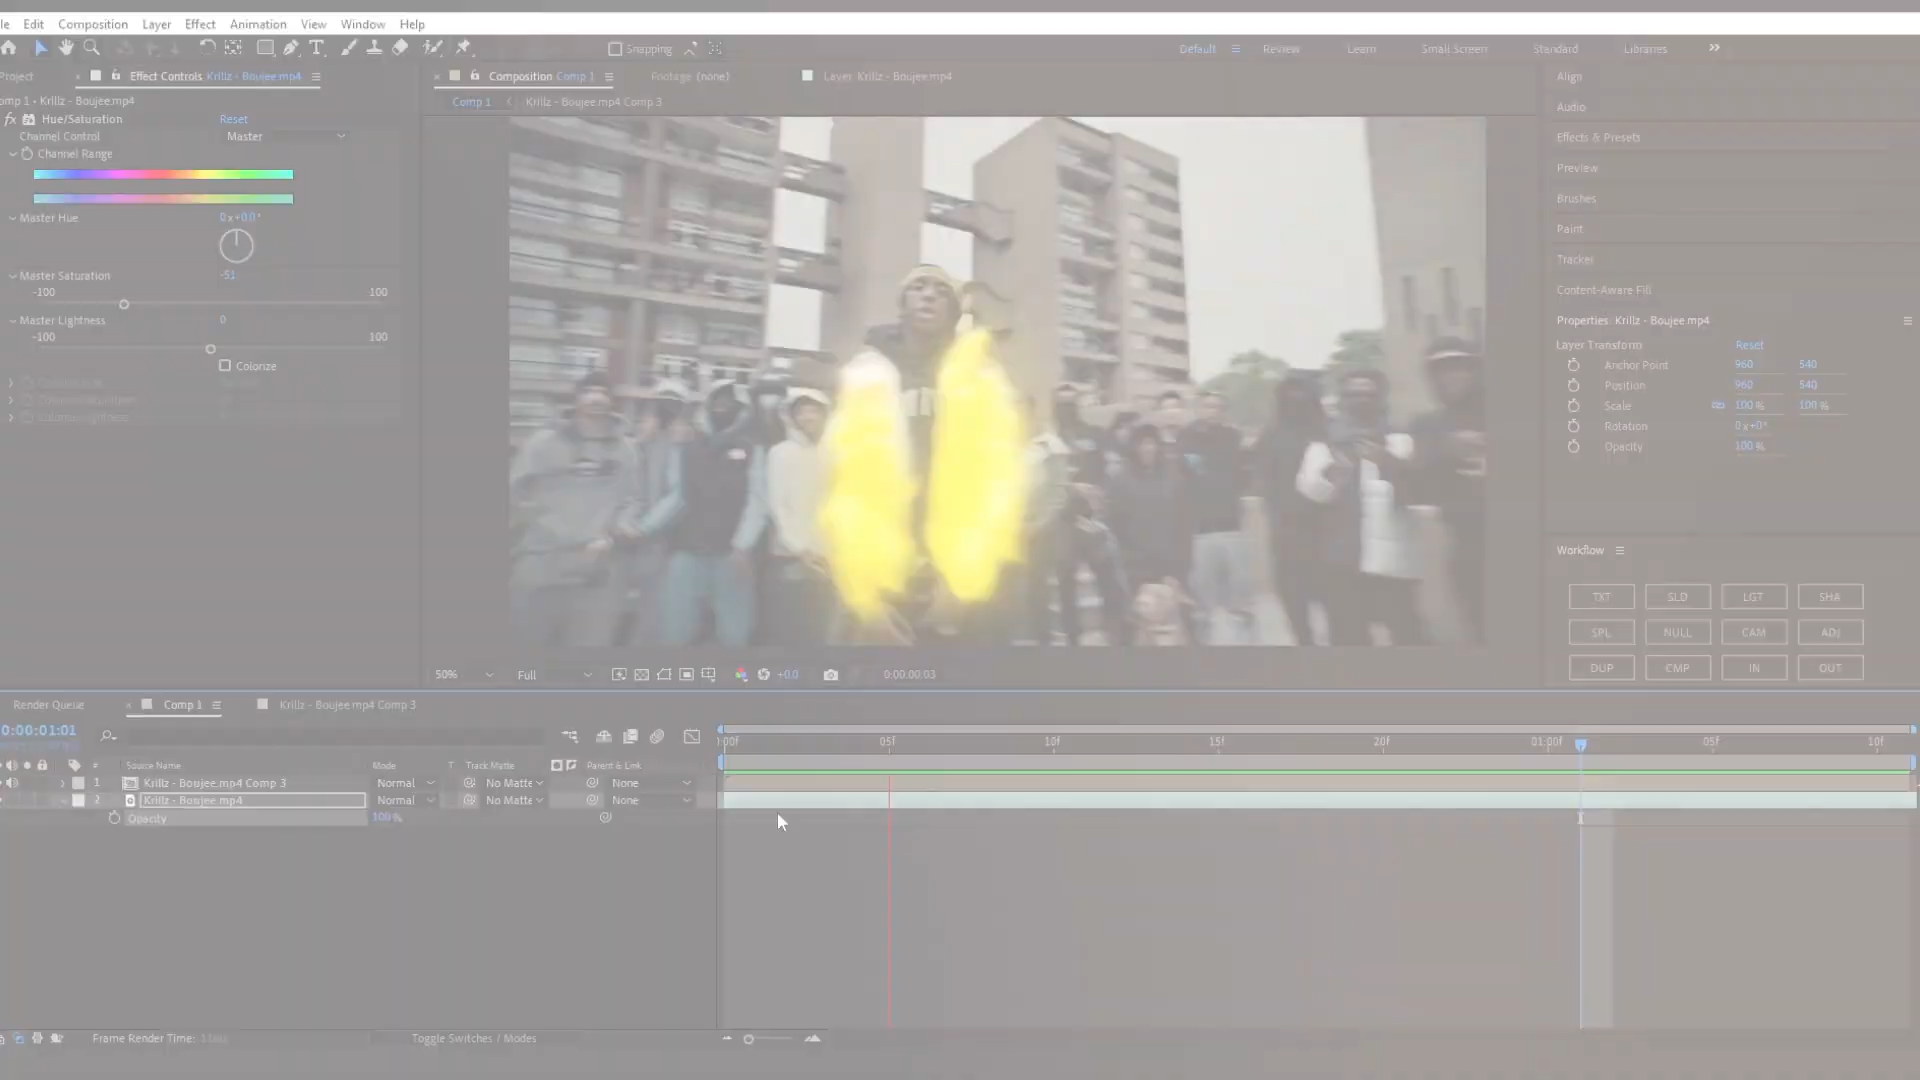 le Edit Composition Layer Effect Animation View Window Help
Snapping
Default Review Learn Small Screen Standard Libraries
Project Effect Controls Krillz - Boujee.mp4
Composition Comp 1 Footage (none) Layer Krillz - Boujee.mp4
omp 1 • Krillz - Boujee.mp4
Comp 1 Krillz - Boujee.mp4 Comp 3
fx Hue/Saturation Reset
Channel Control Master
Channel Range
Master Hue 0x+0.0°
Master Saturation -51
-100 100
Master Lightness 0
-100 100
Colorize
Align
Audio
Effects & Presets
Preview
Brushes
Paint
Tracker
Content-Aware Fill
Properties: Krillz - Boujee.mp4
Layer Transform Reset
Anchor Point 960 540
Position 960 540
Scale 100% 100%
Rotation 0x+0°
Opacity 100%
Workflow
TXT SLD LGT SHA
SPL NULL CAM ADJ
DUP CMP IN OUT
50% Full +0.0 0:00:00:03
Render Queue Comp 1 Krillz - Boujee.mp4 Comp 3
0:00:01:01
:00f 05f 10f 15f 20f 01:00f 05f 10f
# Source Name Mode T Track Matte Parent & Link
1 Krillz - Boujee.mp4 Comp 3 Normal No Matte None
2 Krillz - Boujee.mp4 Normal No Matte None
Opacity 100%
Frame Render Time: Toggle Switches / Modes